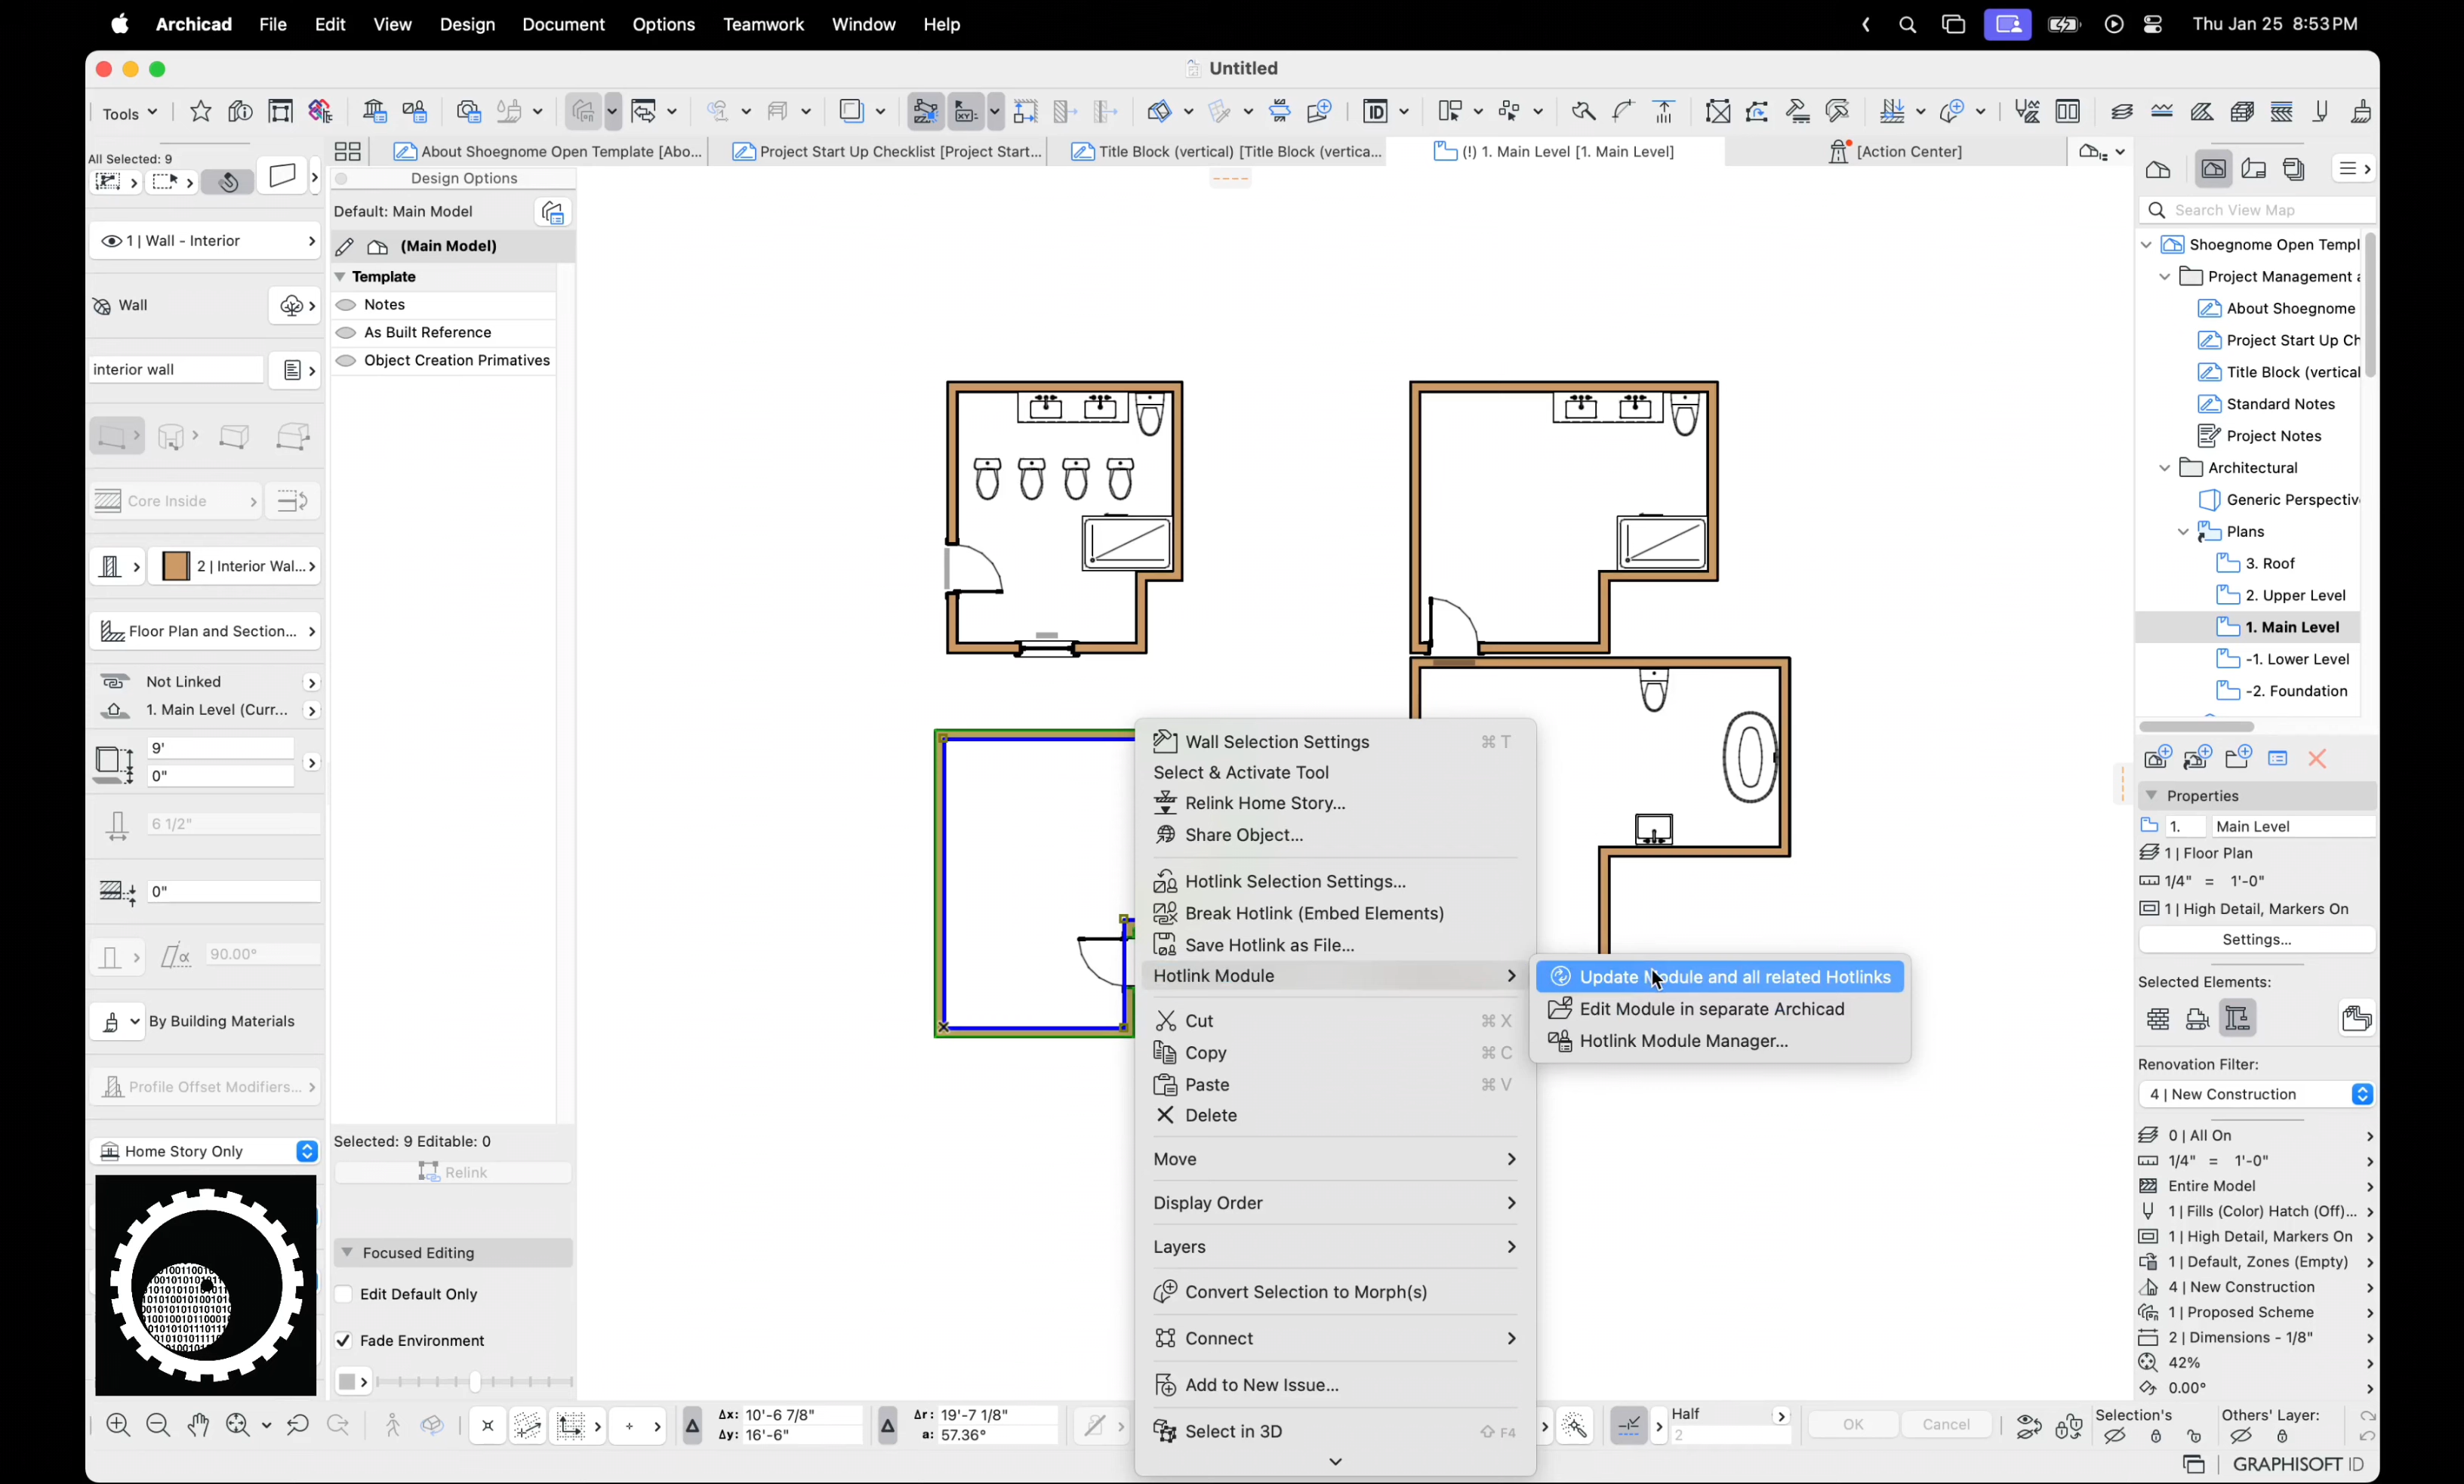 Archicad File Edit View Design Document Options Teamwork Window Help Thu Jan 25 8:53 PM
Untitled
Tools
About Shoegnome Open Template [Abo...
Project Start Up Checklist [Project Start...
Title Block (vertical) [Title Block (vertica...
(!) 1. Main Level [1. Main Level]
[Action Center]
All Selected: 9
1 | Wall - Interior
Wall
interior wall
Core Inside
2 | Interior Wal...
Floor Plan and Section...
Not Linked
1. Main Level (Curr...
9'
0"
6 1/2"
0"
α
90.00°
By Building Materials
Profile Offset Modifiers...
Home Story Only
Design Options
Default: Main Model
(Main Model)
Template
Notes
As Built Reference
Object Creation Primatives
Selected: 9 Editable: 0
Relink
Focused Editing
Edit Default Only
Fade Environment
Wall Selection Settings ⌘ T
Select & Activate Tool
Relink Home Story...
Share Object...
Hotlink Selection Settings...
Break Hotlink (Embed Elements)
Save Hotlink as File...
Hotlink Module
Cut ⌘ X
Copy ⌘ C
Paste ⌘ V
Delete
Move
Display Order
Layers
Convert Selection to Morph(s)
Connect
Add to New Issue...
Select in 3D ⇧ F4
Update Module and all related Hotlinks
Edit Module in separate Archicad
Hotlink Module Manager...
Search View Map
Shoegnome Open Templ
Project Management a
About Shoegnome
Project Start Up Ch
Title Block (vertical
Standard Notes
Project Notes
Architectural
Generic Perspectiv
Plans
3. Roof
2. Upper Level
1. Main Level
-1. Lower Level
-2. Foundation
Properties
1. Main Level
1 | Floor Plan
1/4" = 1'-0"
1 | High Detail, Markers On
Settings...
Selected Elements:
Renovation Filter:
4 | New Construction
0 | All On
1/4" = 1'-0"
Entire Model
1 | Fills (Color) Hatch (Off)...
1 | High Detail, Markers On
1 | Default, Zones (Empty)
4 | New Construction
1 | Proposed Scheme
2 | Dimensions - 1/8"
42%
0.00°
Δx: 10'-6 7/8"
Δy: 16'-6"
Δr: 19'-7 1/8"
a: 57.36°
Half
2
OK
Cancel
Selection's
Others' Layer:
GRAPHISOFT ID